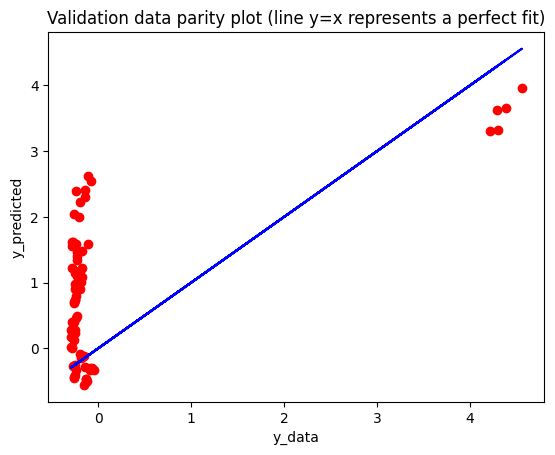 Validation data parity plot (line y=x represents a perfect fit)
4
3
2
1
0
y_predicted
0 1 2 3 4
y_data